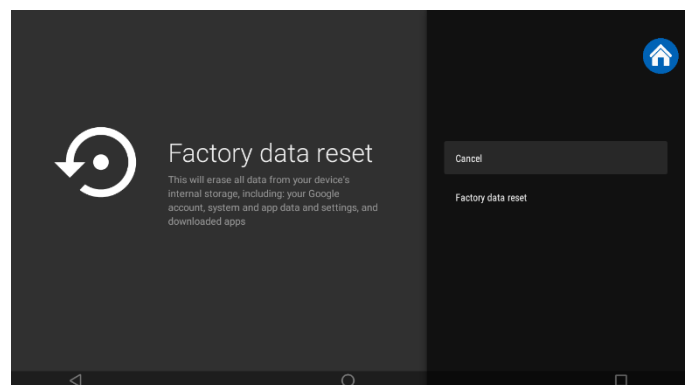 Factory data reset
This will erase all data from your device's
internal storage, including: your Google
account, system and app data and settings, and
downloaded apps
Cancel
Factory data reset